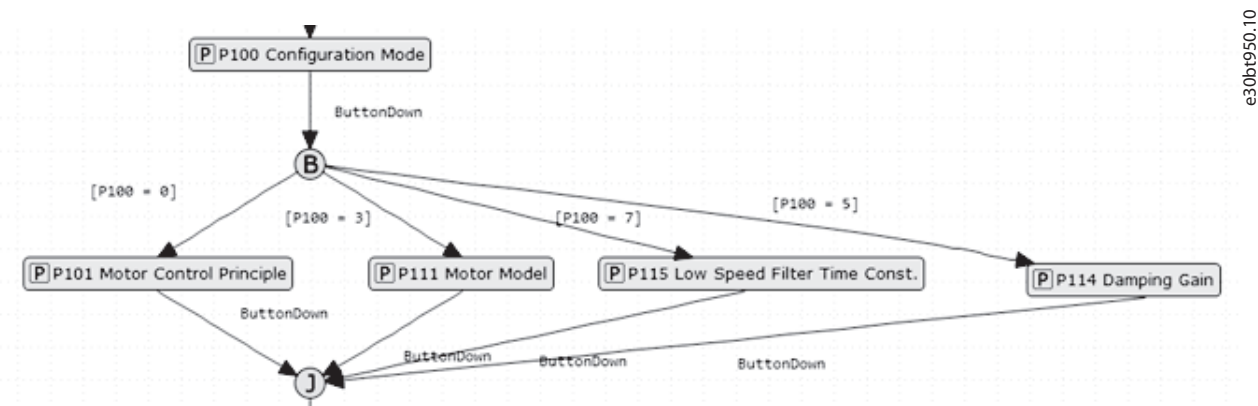 e30bt950.10
P P100 Configuration Mode
ButtonDown
B
[P100 = 0]
[P100 = 3]
[P100 = 7]
[P100 = 5]
P P101 Motor Control Principle
P P111 Motor Model
P P115 Low Speed Filter Time Const.
P P114 Damping Gain
ButtonDown
ButtonDown
ButtonDown
ButtonDown
J